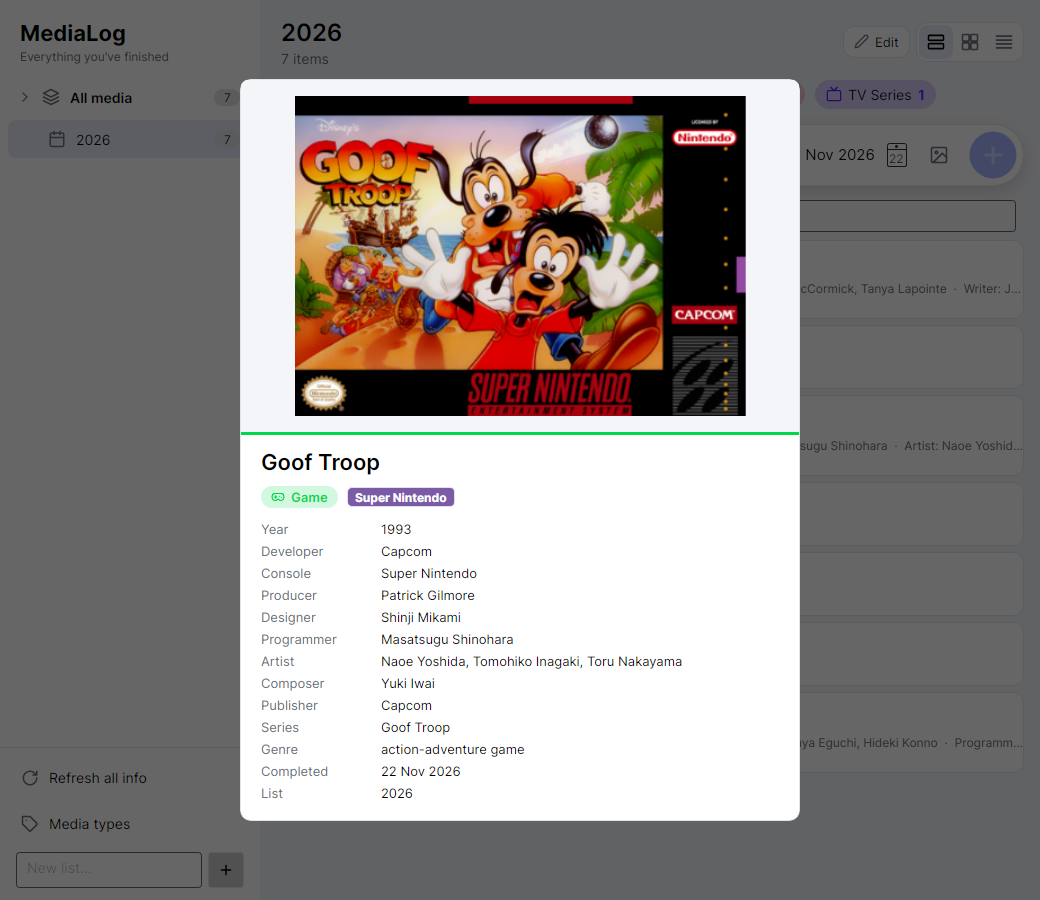 MediaLog
Everything you've finished
All media 7
2026 7
Refresh all info
Media types
New list...
+
2026
7 items
Edit
TV Series 1
Nov 2026 22
cCormick, Tanya Lapointe · Writer: J...
sugu Shinohara · Artist: Naoe Yoshid...
ya Eguchi, Hideki Konno · Programm...
Disney's
GOOF
TROOP
LICENSED BY
Nintendo
CAPCOM
Official
Nintendo
SUPER NINTENDO
ENTERTAINMENT SYSTEM
Goof Troop
Game Super Nintendo
Year 1993
Developer Capcom
Console Super Nintendo
Producer Patrick Gilmore
Designer Shinji Mikami
Programmer Masatsugu Shinohara
Artist Naoe Yoshida, Tomohiko Inagaki, Toru Nakayama
Composer Yuki Iwai
Publisher Capcom
Series Goof Troop
Genre action-adventure game
Completed 22 Nov 2026
List 2026